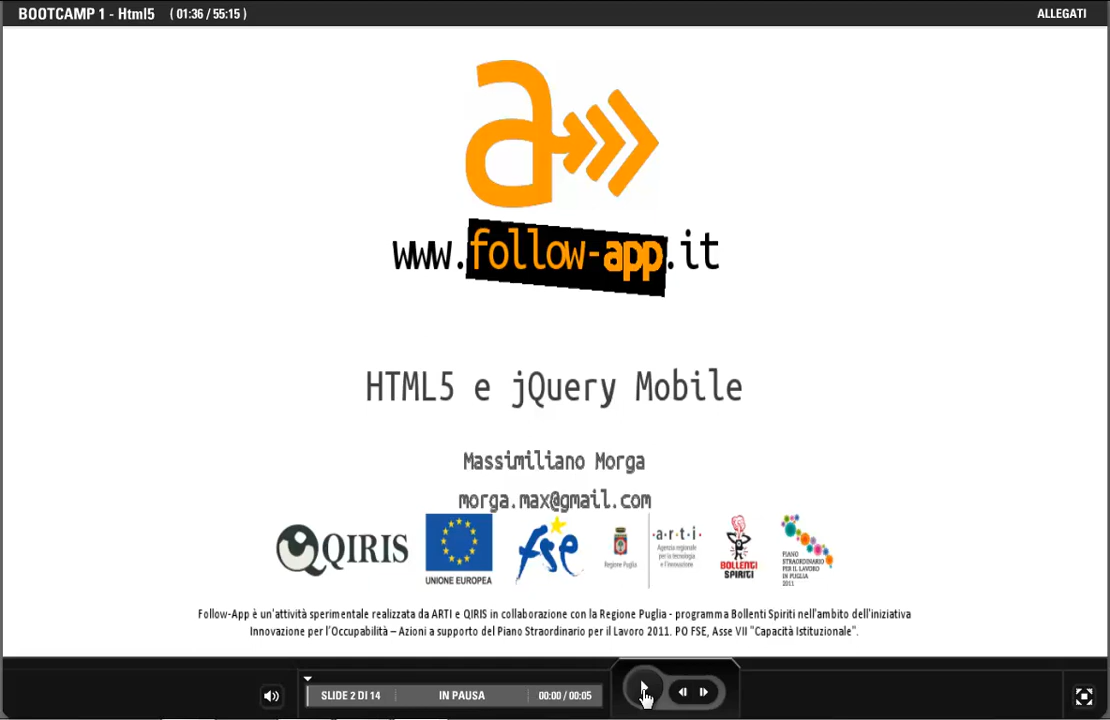 BOOTCAMP 1 - Html5 ( 01:36 / 55:15 ) ALLEGATI
a
www.follow-app.it
HTML5 e jQuery Mobile
Massimiliano Morga
morga.max@gmail.com
QIRIS
UNIONE EUROPEA
fse
Regione Puglia
·a·r·t·i·
Agenzia regionale
per la tecnologia
e l'innovazione
BOLLENTI
SPIRITI
PIANO
STRAORDINARIO
PER IL LAVORO
IN PUGLIA
2011
Follow-App è un'attività sperimentale realizzata da ARTI e QIRIS in collaborazione con la Regione Puglia - programma Bollenti Spiriti nell'ambito dell'iniziativa
Innovazione per l'Occupabilità – Azioni a supporto del Piano Straordinario per il Lavoro 2011. PO FSE, Asse VII "Capacità Istituzionale".
SLIDE 2 DI 14 IN PAUSA 00:00 / 00:05